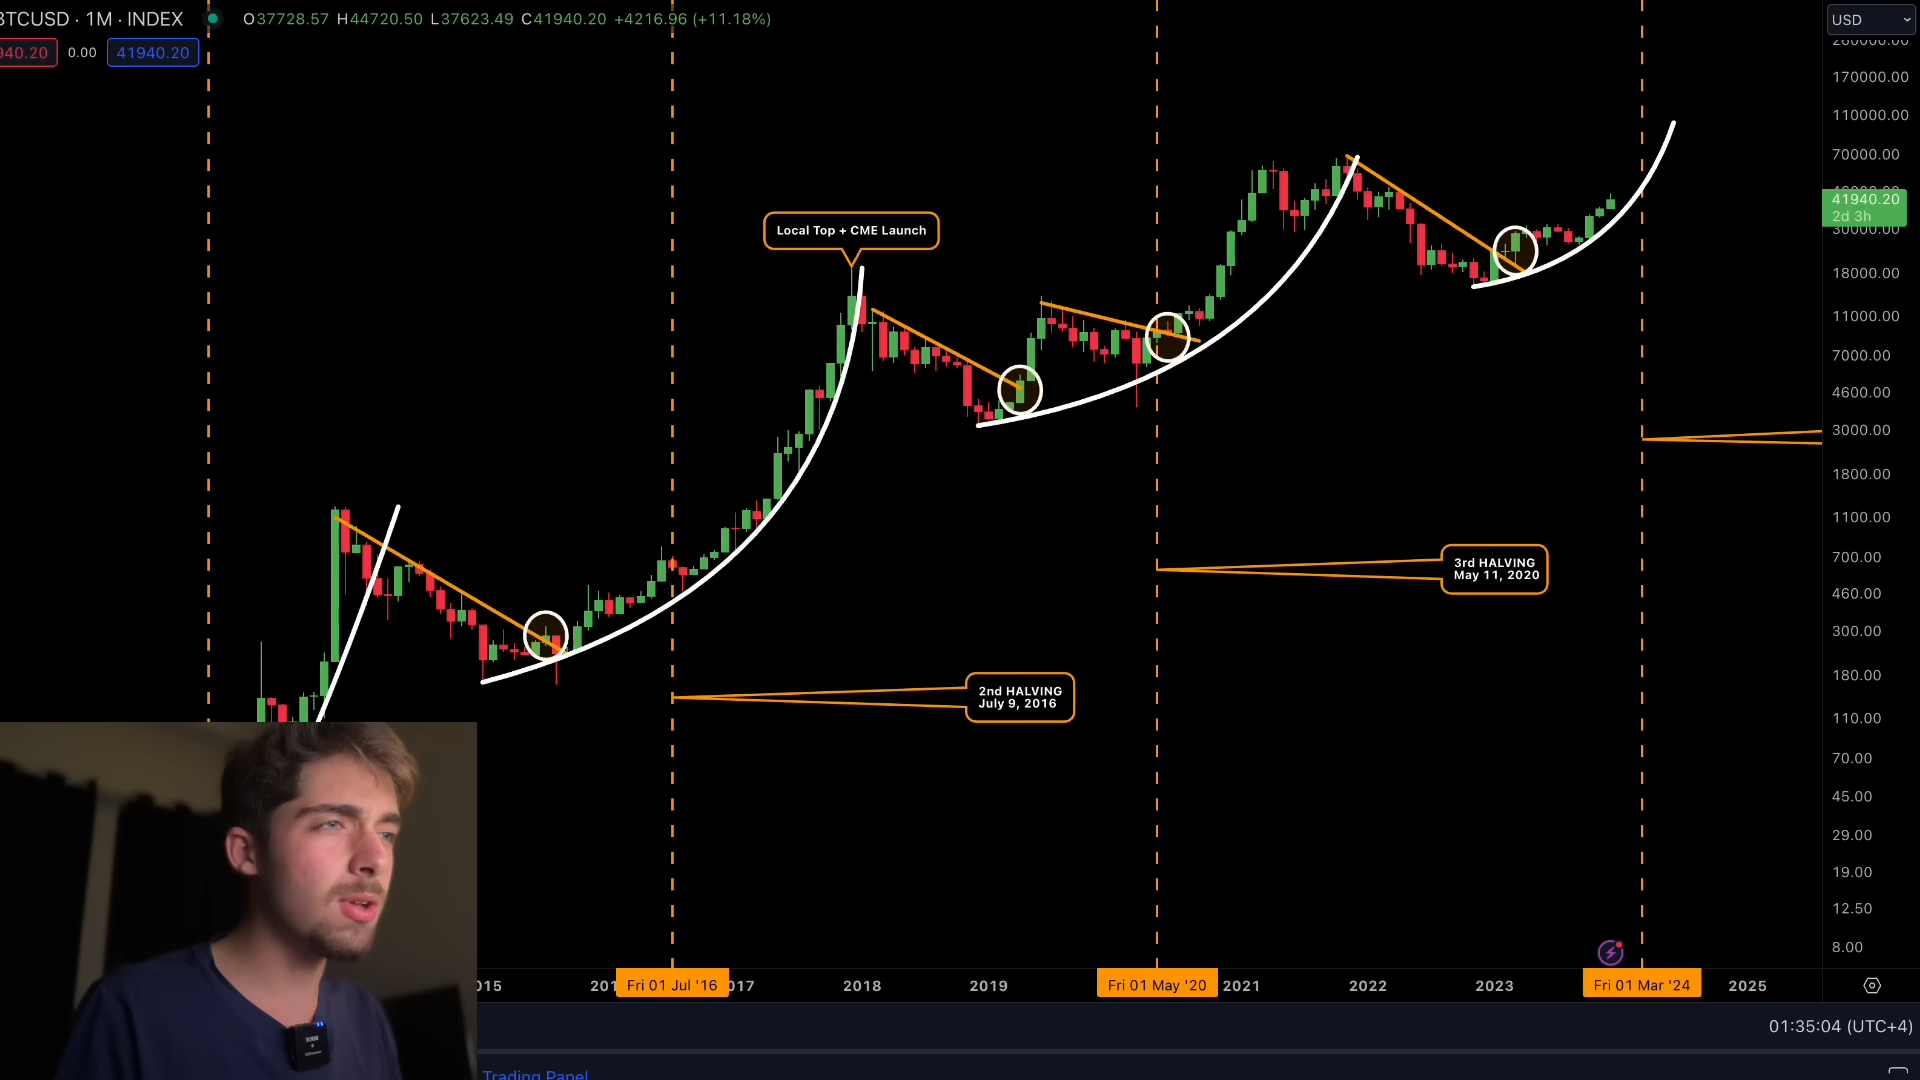 BTCUSD · 1M · INDEX
O37728.57 H44720.50 L37623.49 C41940.20 +4216.96 (+11.18%)
940.20
0.00
41940.20
USD
260000.00
170000.00
110000.00
70000.00
41940.20
2d 3h
30000.00
18000.00
11000.00
7000.00
4600.00
3000.00
1800.00
1100.00
700.00
460.00
300.00
180.00
110.00
70.00
45.00
29.00
19.00
12.50
8.00
Local Top + CME Launch
3rd HALVING
May 11, 2020
2nd HALVING
July 9, 2016
015
201
Fri 01 Jul '16
017
2018
2019
Fri 01 May '20
2021
2022
2023
Fri 01 Mar '24
2025
01:35:04 (UTC+4)
Trading Panel